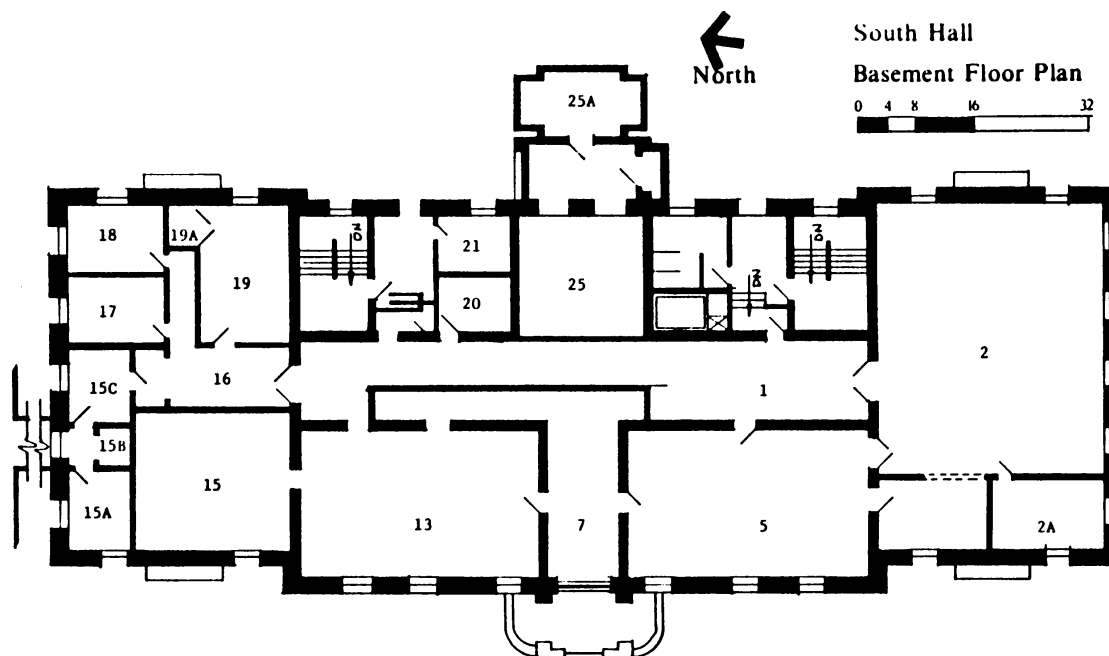 South Hall
North
Basement Floor Plan
0 4 8 16 32
25A
18
19A
19
21
25
17
20
DN
DN
DN
2
15C
16
1
15B
15
15A
13
7
5
2A